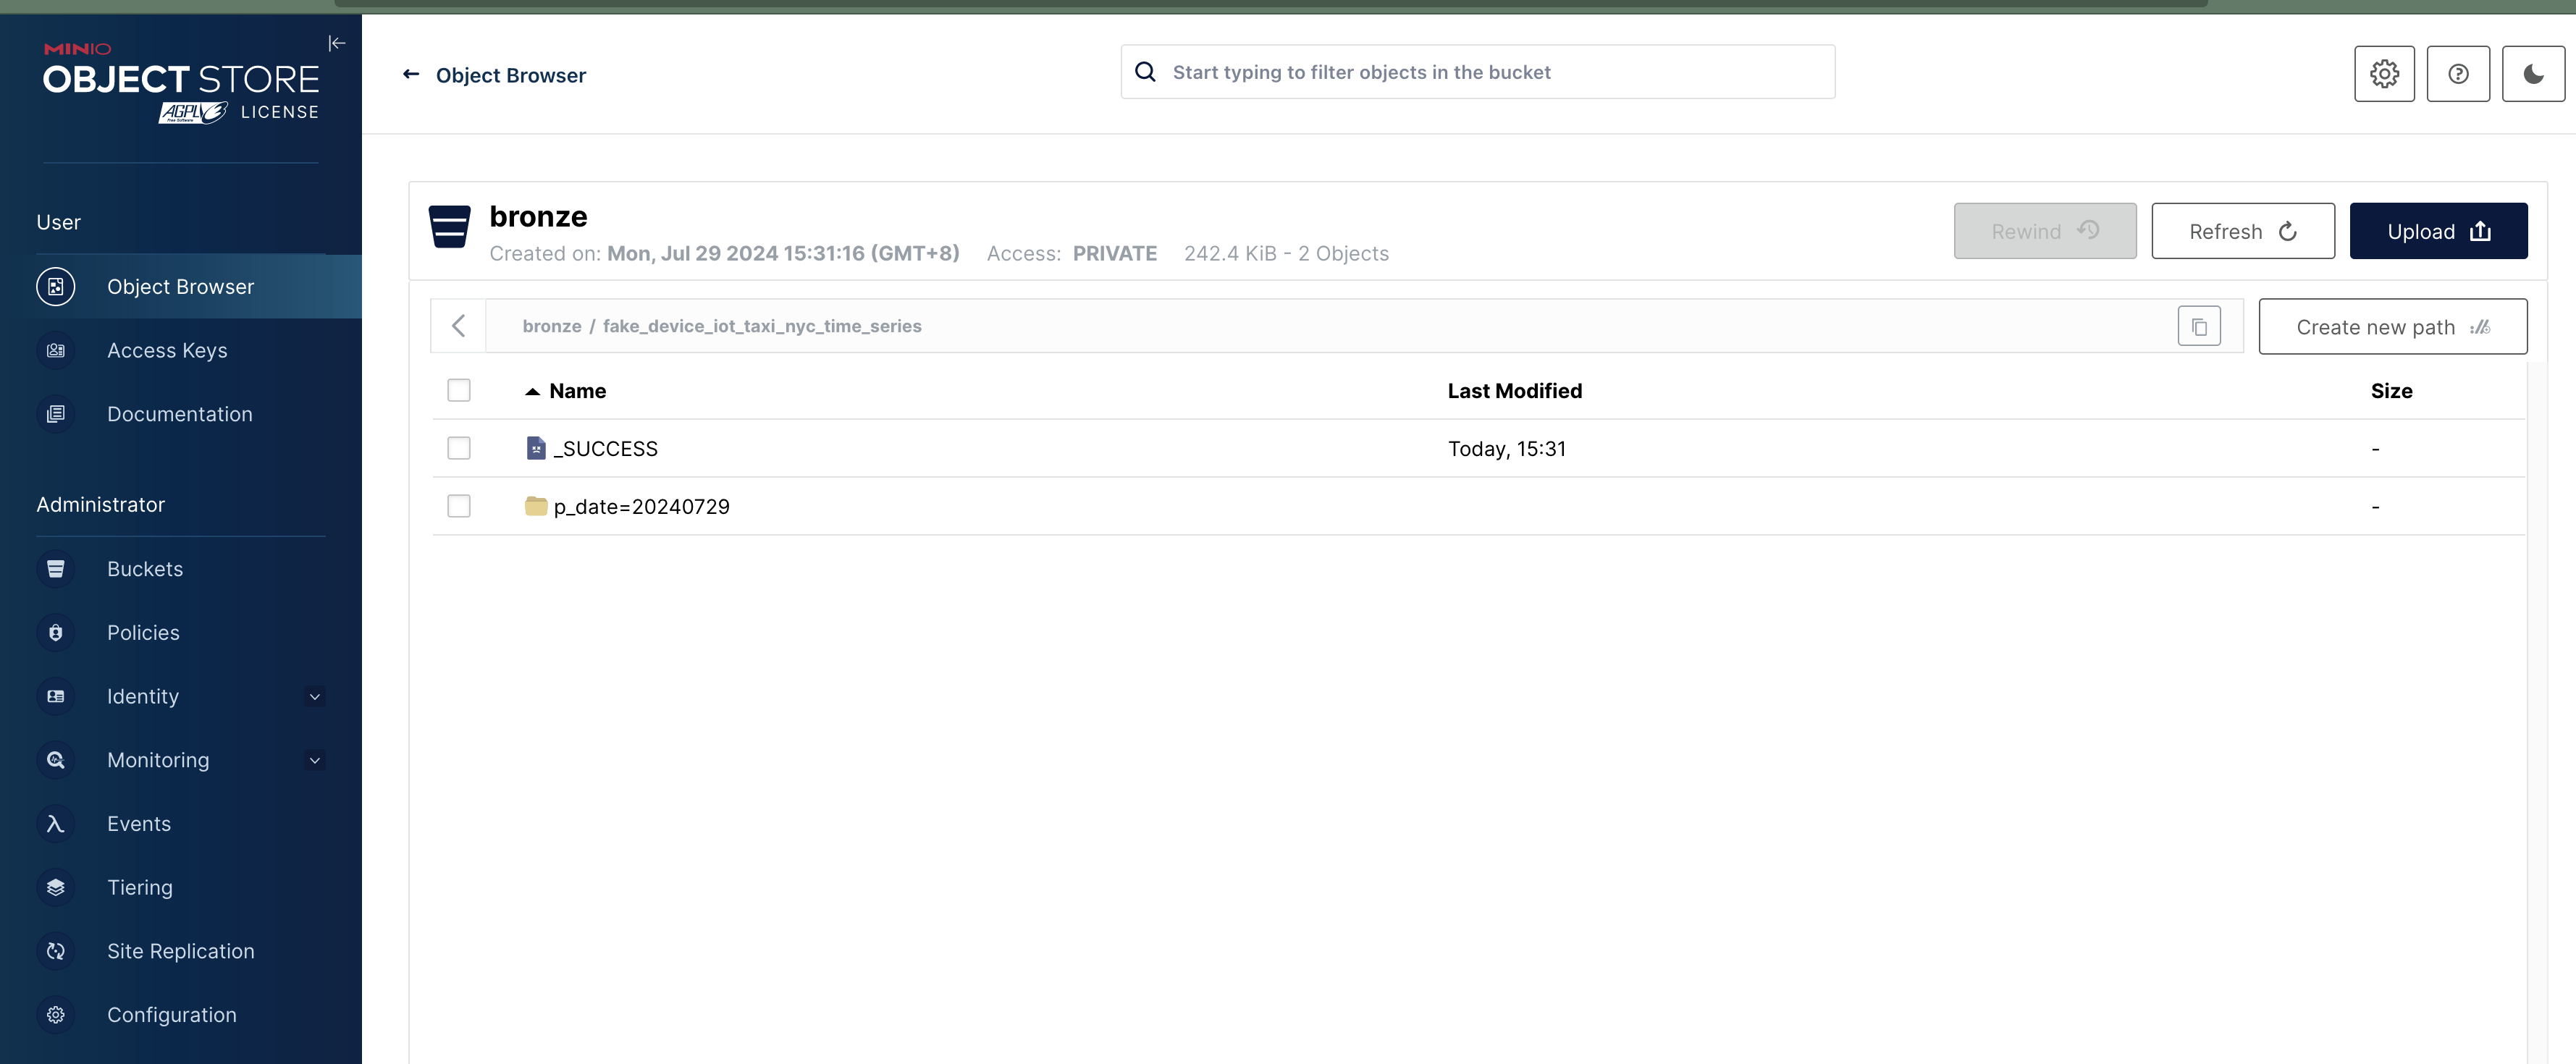 MINIO
OBJECT STORE
AGPL v3 LICENSE
Free Software
User
Object Browser
Access Keys
Documentation
Administrator
Buckets
Policies
Identity
Monitoring
Events
Tiering
Site Replication
Configuration
Object Browser
Start typing to filter objects in the bucket
bronze
Created on: Mon, Jul 29 2024 15:31:16 (GMT+8) Access: PRIVATE 242.4 KiB - 2 Objects
Rewind
Refresh
Upload
bronze / fake_device_iot_taxi_nyc_time_series
Create new path
Name Last Modified Size
_SUCCESS Today, 15:31 -
p_date=20240729 -